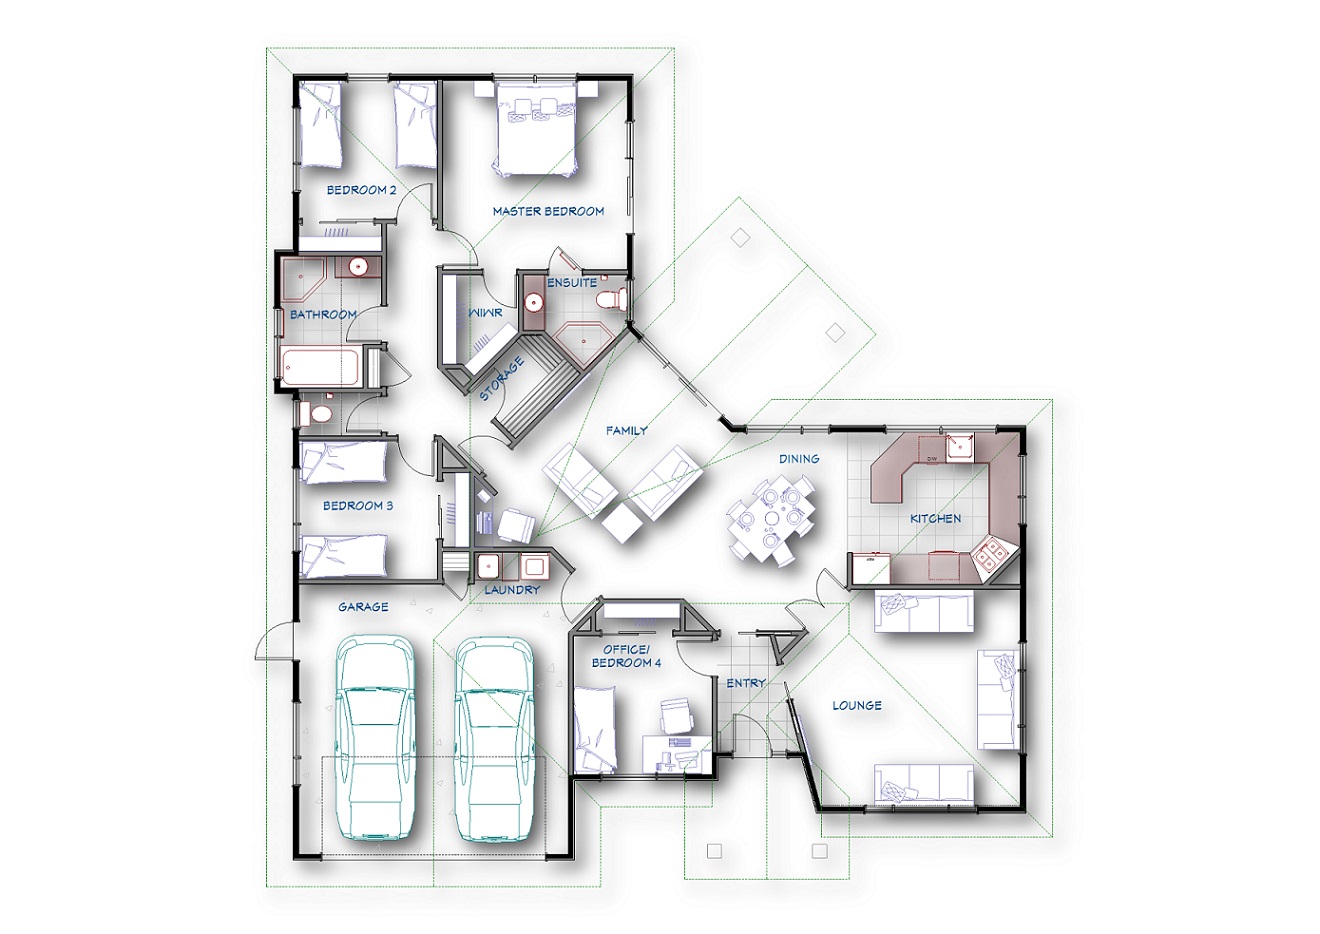 BEDROOM 2
MASTER BEDROOM
ENSUITE
BATHROOM
WIWR
STORAGE
FAMILY
DINING
D/W
KITCHEN
BEDROOM 3
LAUNDRY
GARAGE
OFFICE/
BEDROOM 4
ENTRY
LOUNGE